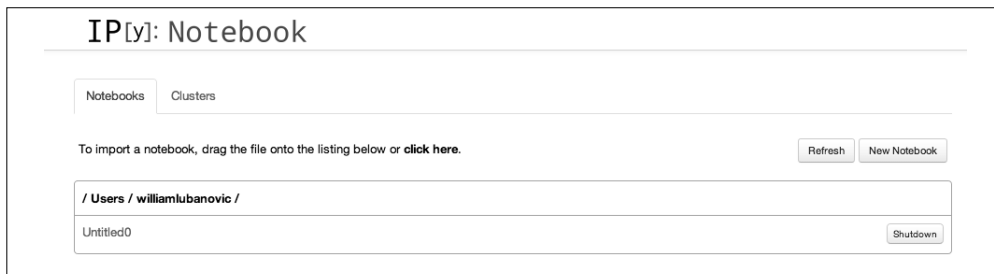 IP[y]: Notebook
Notebooks Clusters
To import a notebook, drag the file onto the listing below or click here. Refresh New Notebook
/ Users / williamlubanovic /
Untitled0 Shutdown